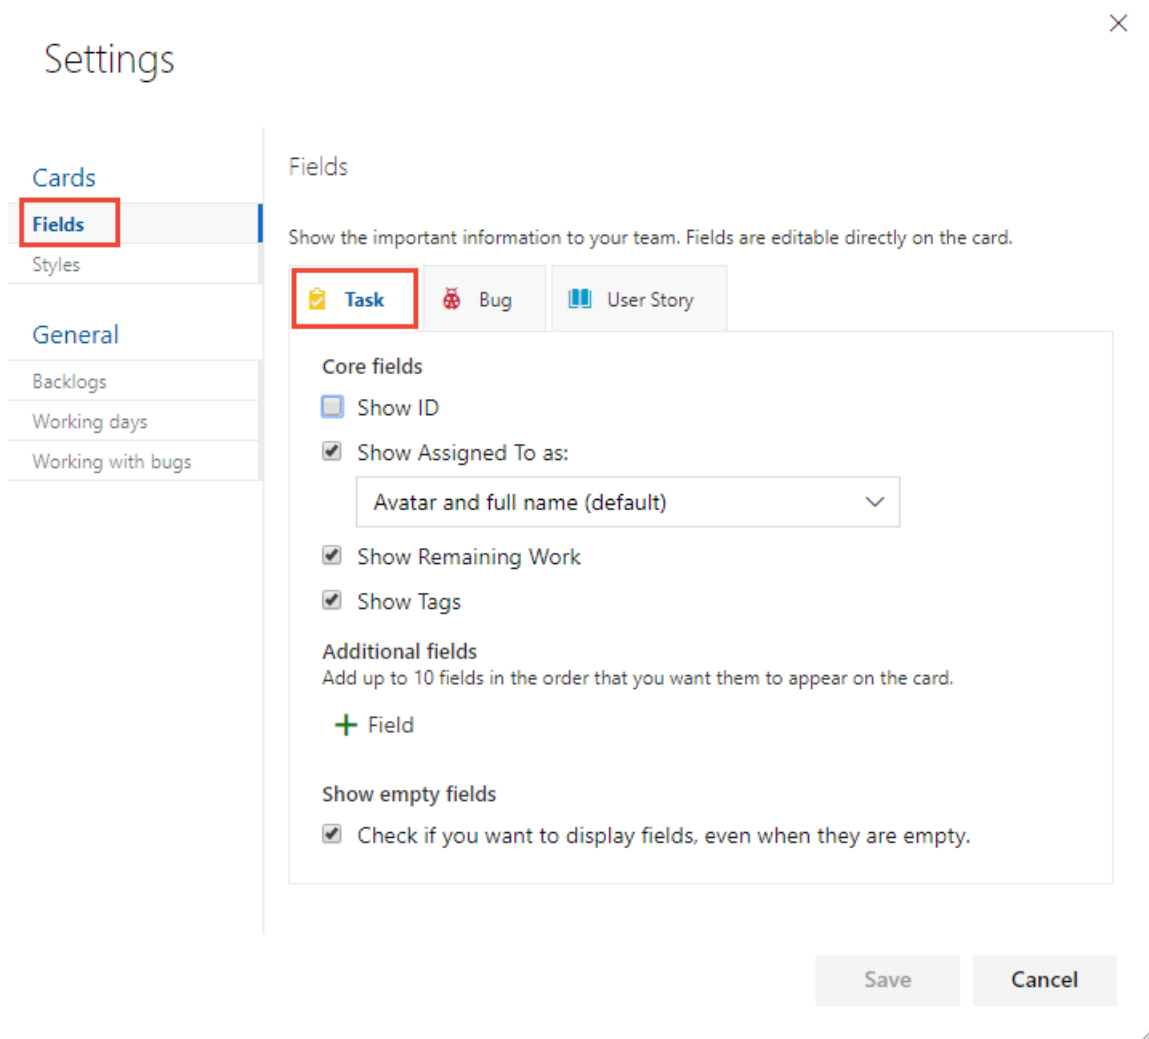 Settings
Cards
Fields
Styles
General
Backlogs
Working days
Working with bugs
Fields
Show the important information to your team. Fields are editable directly on the card.
Task Bug User Story
Core fields
Show ID
Show Assigned To as:
Avatar and full name (default)
Show Remaining Work
Show Tags
Additional fields
Add up to 10 fields in the order that you want them to appear on the card.
Field
Show empty fields
Check if you want to display fields, even when they are empty.
Save Cancel